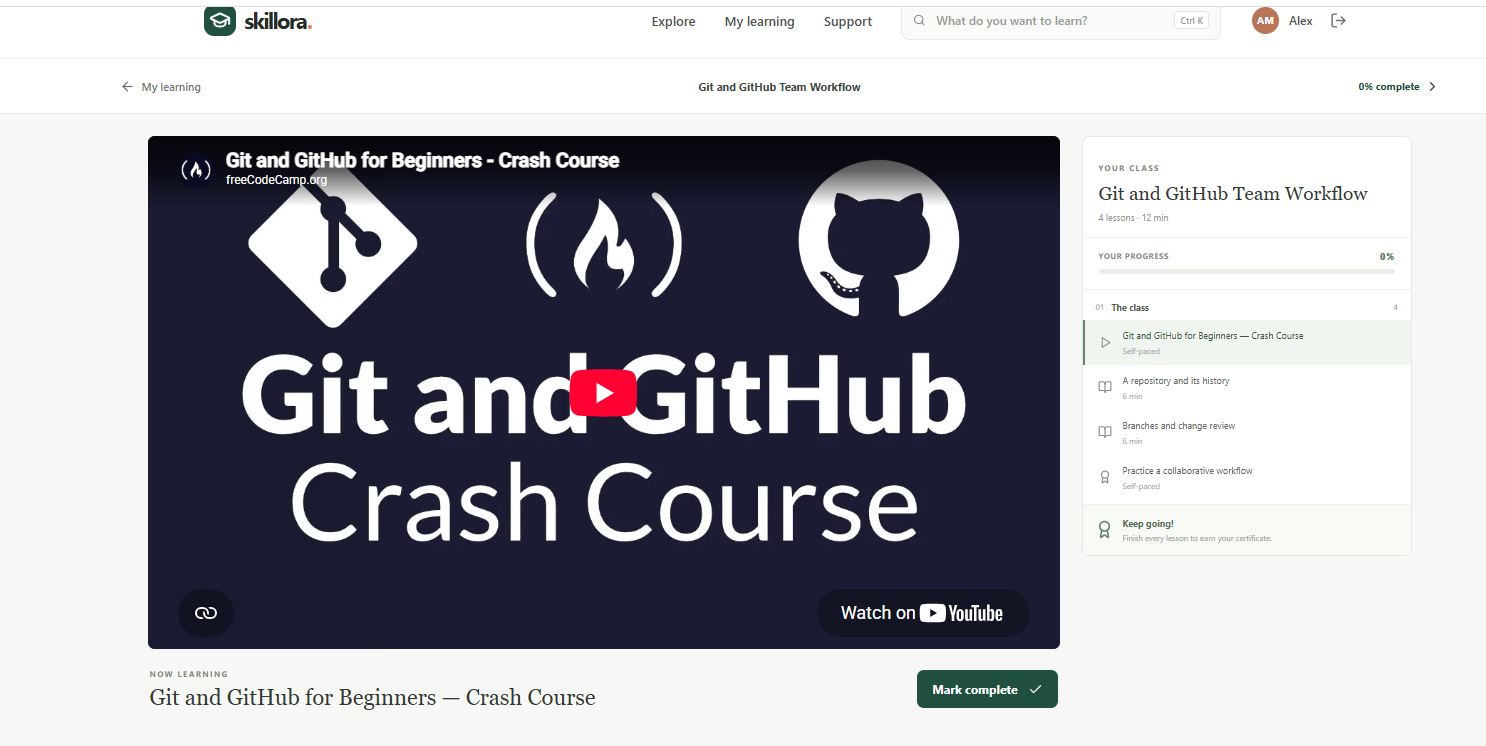 skillora.
Explore
My learning
Support
What do you want to learn?
Ctrl K
AM
Alex
My learning
Git and GitHub Team Workflow
0% complete
Git and GitHub for Beginners - Crash Course
freeCodeCamp.org
Git and GitHub
Crash Course
Watch on YouTube
NOW LEARNING
Git and GitHub for Beginners — Crash Course
Mark complete
YOUR CLASS
Git and GitHub Team Workflow
4 lessons · 12 min
YOUR PROGRESS
0%
01 The class 4
Git and GitHub for Beginners — Crash Course
Self-paced
A repository and its history
6 min
Branches and change review
6 min
Practice a collaborative workflow
Self-paced
Keep going!
Finish every lesson to earn your certificate.